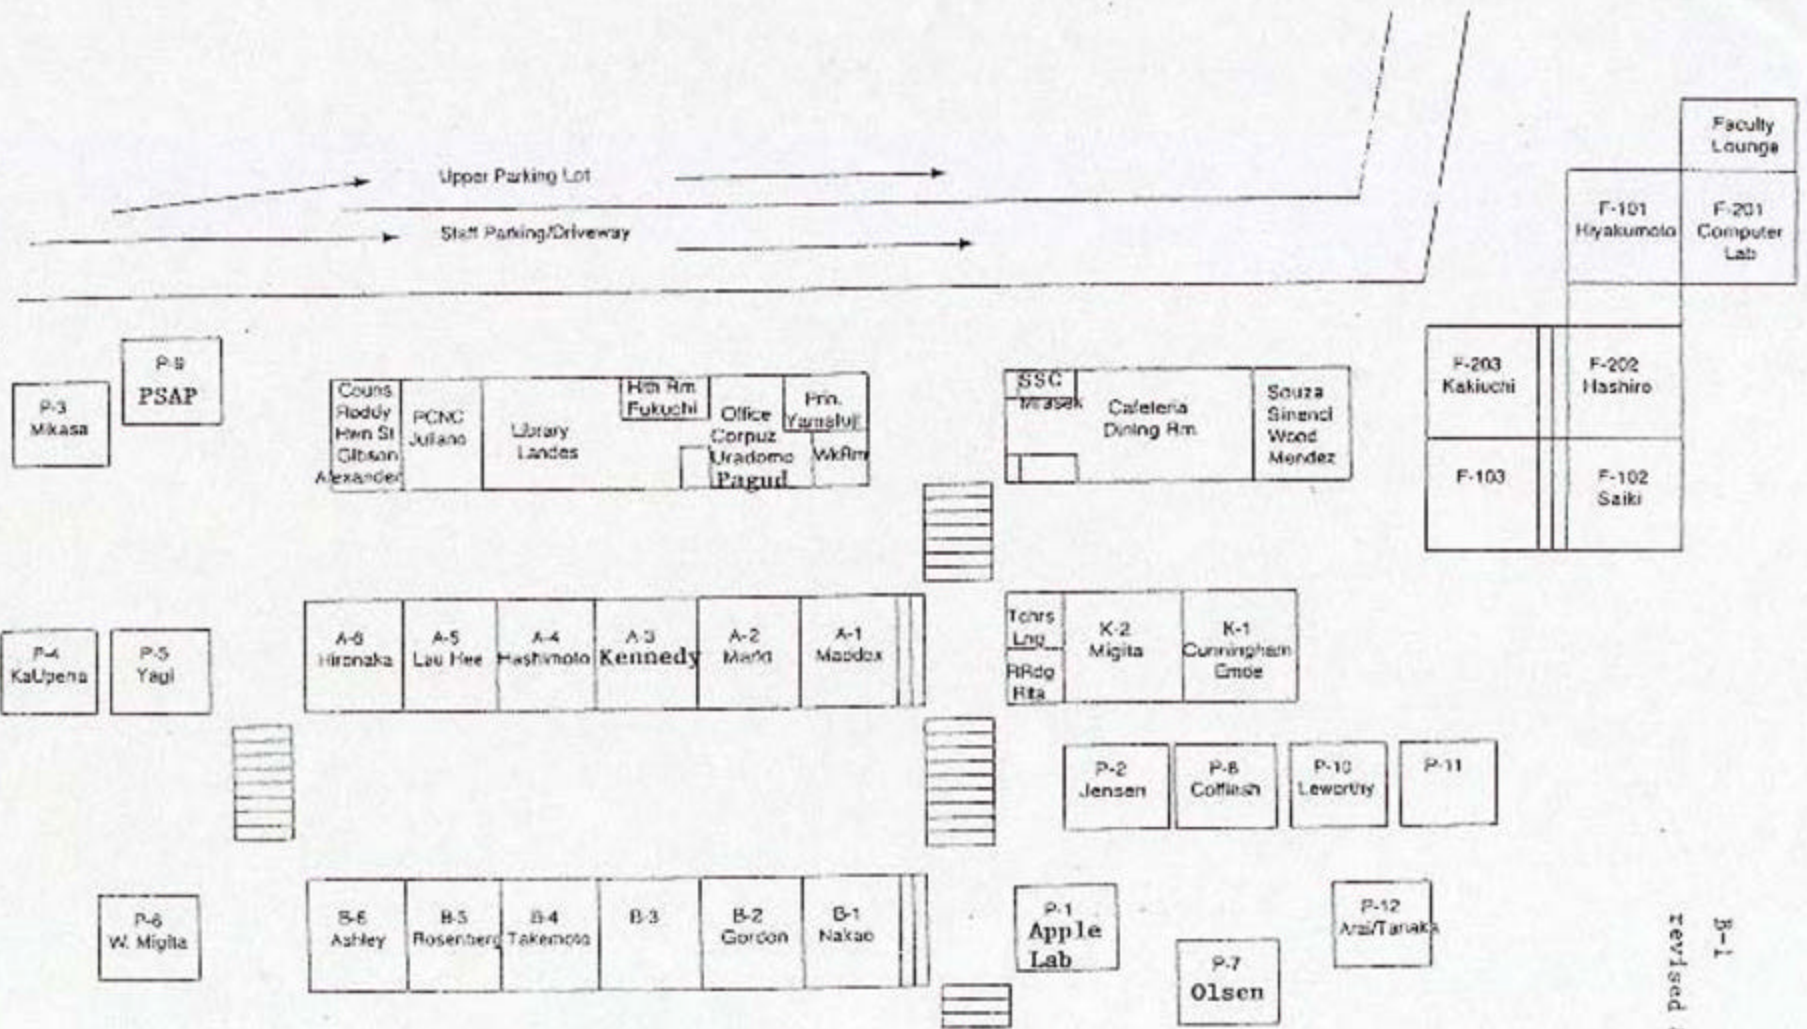 Upper Parking Lot
Staff Parking/Driveway
Faculty
Lounge
F-101
Hiyakumoto
F-201
Computer
Lab
P-3
Mikasa
P-9
PSAP
Couns
Roddy
Hwn St
Gibson
Alexander
PCNC
Juliano
Library
Landes
Hlth Rm
Fukuchi
Office
Corpuz
Uradomo
Pagud
Prin.
WkRm
SSC
Cafeteria
Dining Rm
Souza
Sinenci
Wood
Mendez
F-203
Kakiuchi
F-202
Hashiro
F-103
F-102
Saiki
P-4
KaUpena
P-5
Yagi
A-6
Hironaka
A-5
Lau Hee
A-4
Hashimoto
A-3
Kennedy
A-2
Markl
A-1
Maddox
Tchrs
Lng
RRdg
Rita
K-2
Migita
K-1
Cunningham
P-2
Jensen
P-8
P-10
Leworthy
P-11
P-6
W. Migita
B-6
Ashley
B-5
Rosenberg
B-4
Takemoto
B-3
B-2
Gordon
B-1
Nakao
P-1
Apple
Lab
P-7
Olsen
P-12
Arai/Tanaka
B-1
revised